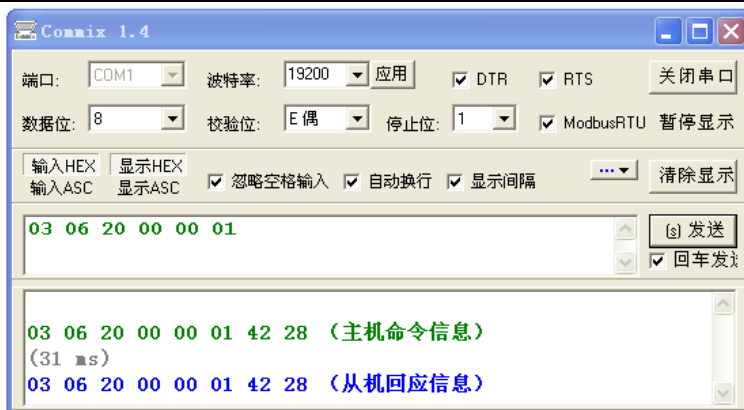 Commix 1.4
端口: COM1 波特率: 19200 应用 DTR RTS 关闭串口
数据位: 8 校验位: E偶 停止位: 1 ModbusRTU 暂停显示
输入HEX 显示HEX
输入ASC 显示ASC 忽略空格输入 自动换行 显示间隔 ... 清除显示
03 06 20 00 00 01 (s) 发送
回车发
03 06 20 00 00 01 42 28 (主机命令信息)
(31 ms)
03 06 20 00 00 01 42 28 (从机回应信息)